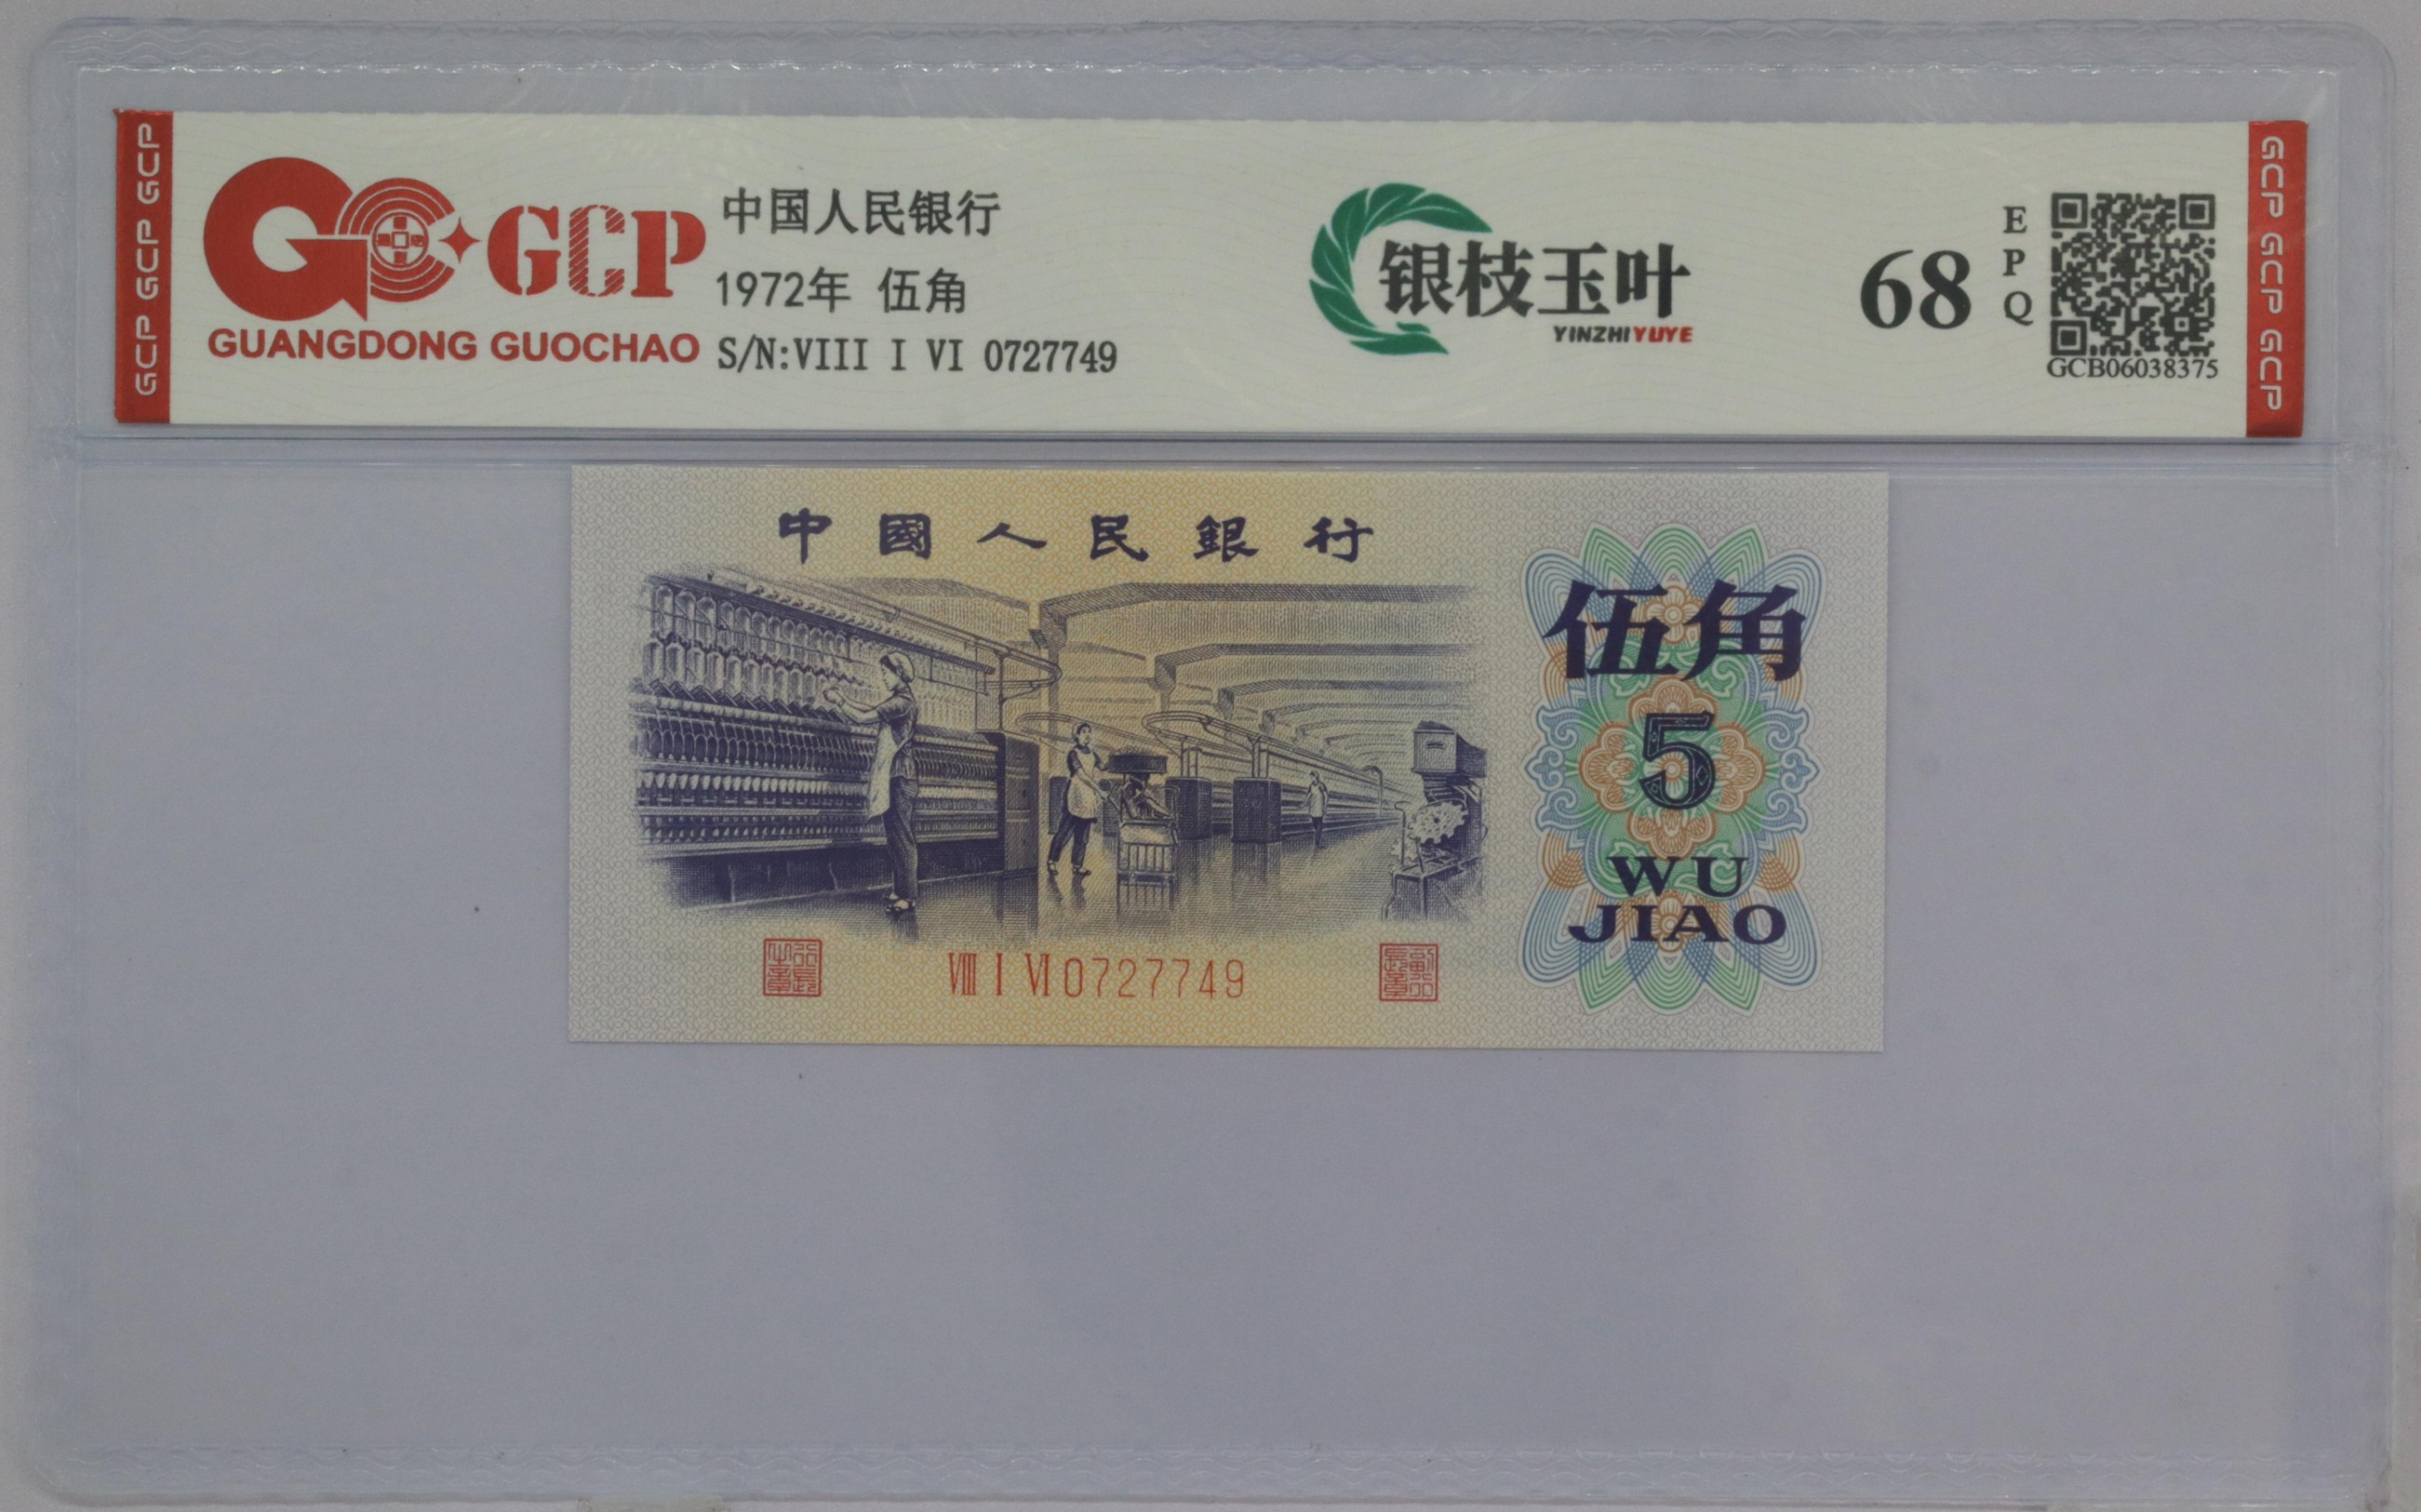 GCP GCP GCP
GCP
GUANGDONG GUOCHAO
中国人民银行
1972年 伍角
S/N:VIII I VI 0727749
银枝玉叶
YINZHIYUYE
68
EPQ
GCB06038375
GCP GCP GCP
中國人民銀行
伍角
5
WU
JIAO
VIII I VI 0727749